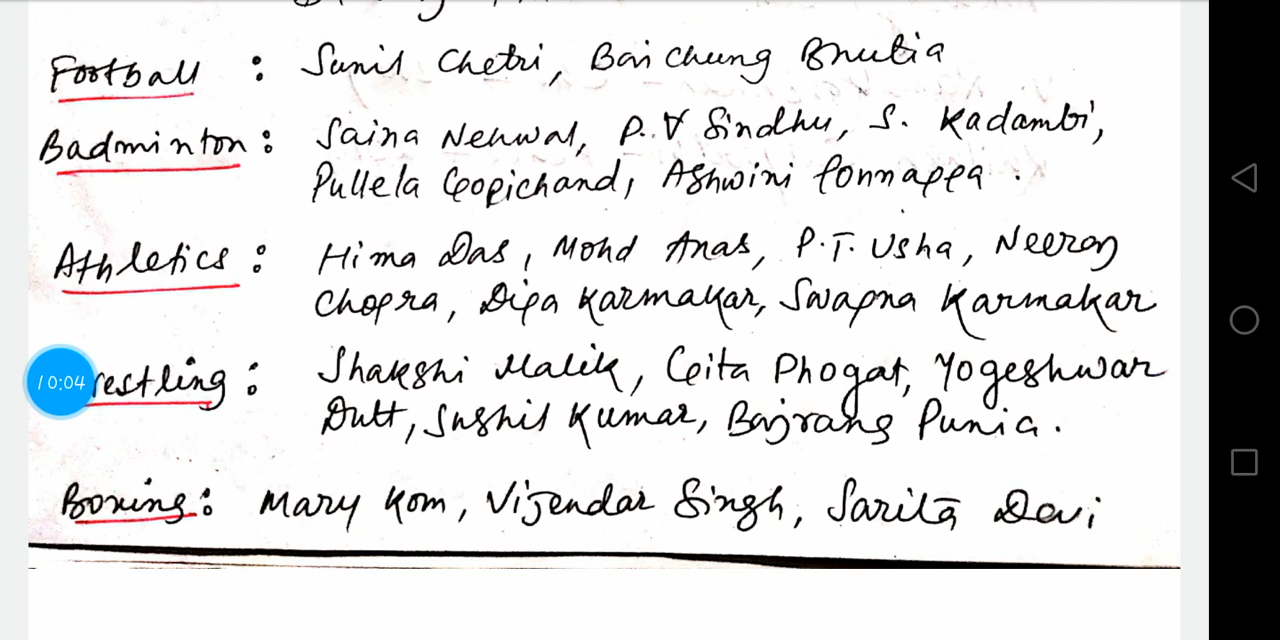 Football : Sunil Chetri, Baichung Bhutia
Badminton : Saina Nehwal, P.V Sindhu, S. Kadambi,
Pullela Gopichand, Ashwini Ponnappa .
Athletics : Hima Das, Mohd Anas, P.T. Usha, Neeraj
Chopra, Dipa Karmakar, Swapna Karmakar
10:04
restling : Shakshi Malik, Geita Phogat, Yogeshwar
Dutt, Sushil Kumar, Bajrang Punia.
Boxing : Mary Kom, Vijendar Singh, Sarita Devi